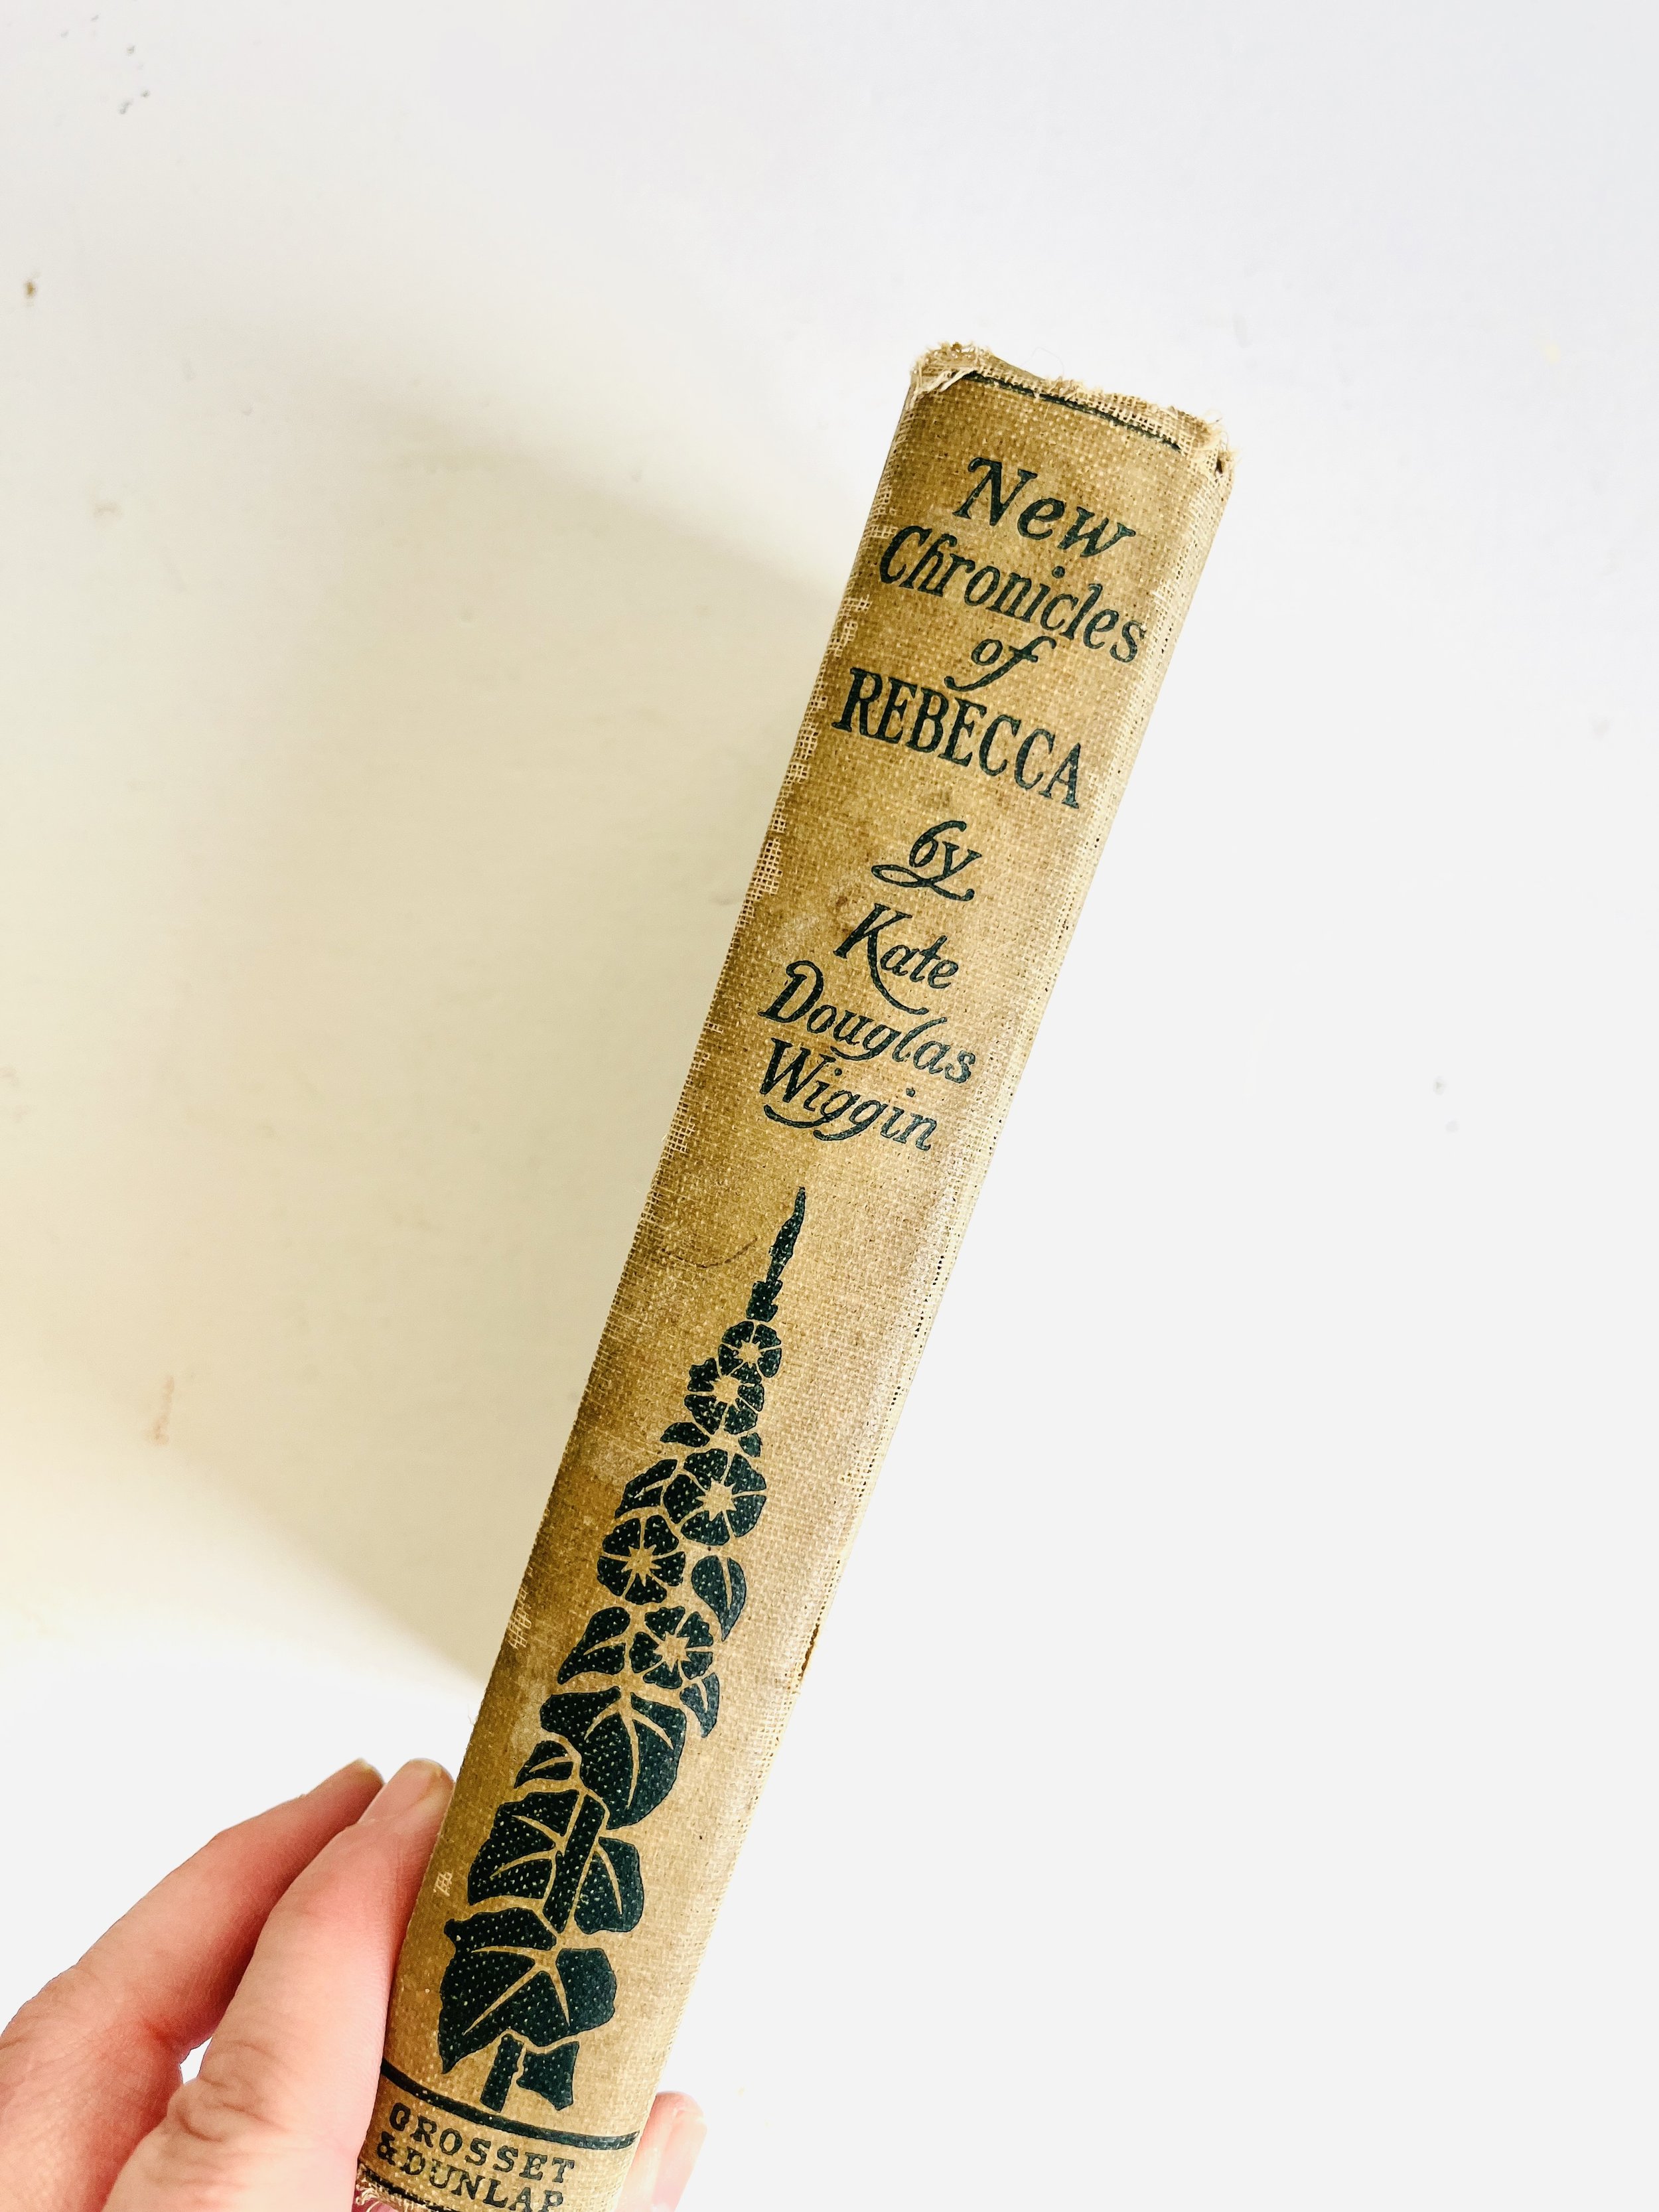 New
Chronicles
of
REBECCA
by
Kate
Douglas
Wiggin
GROSSET
& DUNLAP